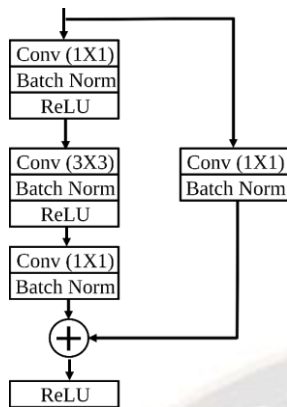 Conv (1X1)
Batch Norm
ReLU
Conv (3X3)
Batch Norm
ReLU
Conv (1X1)
Batch Norm
Conv (1X1)
Batch Norm
+
ReLU